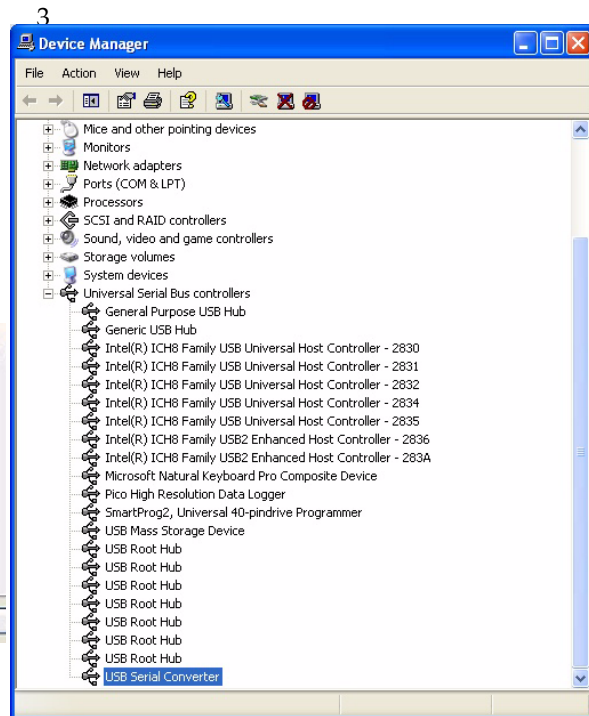 3
Device Manager
File Action View Help
Mice and other pointing devices
Monitors
Network adapters
Ports (COM & LPT)
Processors
SCSI and RAID controllers
Sound, video and game controllers
Storage volumes
System devices
Universal Serial Bus controllers
General Purpose USB Hub
Generic USB Hub
Intel(R) ICH8 Family USB Universal Host Controller - 2830
Intel(R) ICH8 Family USB Universal Host Controller - 2831
Intel(R) ICH8 Family USB Universal Host Controller - 2832
Intel(R) ICH8 Family USB Universal Host Controller - 2834
Intel(R) ICH8 Family USB Universal Host Controller - 2835
Intel(R) ICH8 Family USB2 Enhanced Host Controller - 2836
Intel(R) ICH8 Family USB2 Enhanced Host Controller - 283A
Microsoft Natural Keyboard Pro Composite Device
Pico High Resolution Data Logger
SmartProg2, Universal 40-pindrive Programmer
USB Mass Storage Device
USB Root Hub
USB Root Hub
USB Root Hub
USB Root Hub
USB Root Hub
USB Root Hub
USB Root Hub
USB Serial Converter